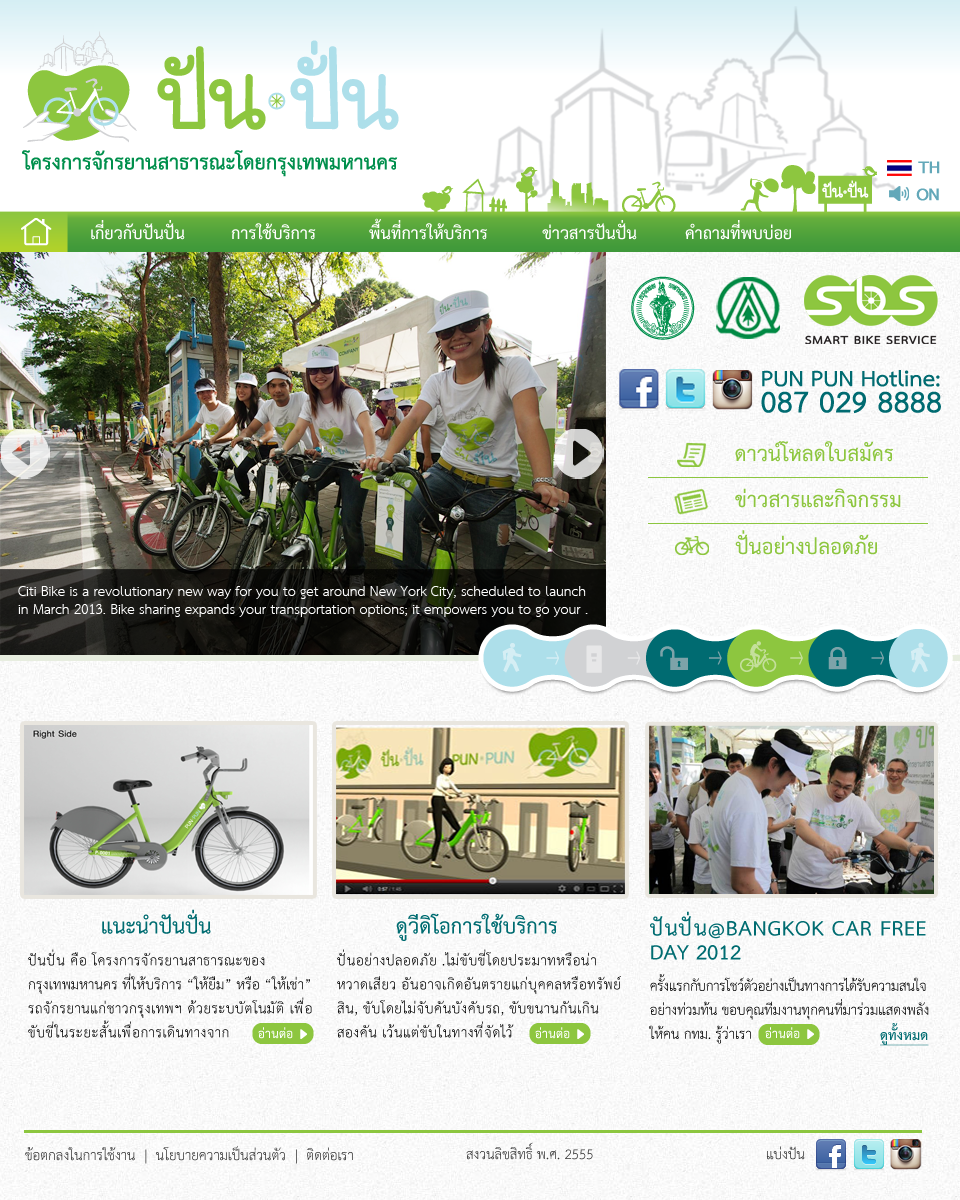 ปัน•ปั่น
โครงการจักรยานสาธารณะโดยกรุงเทพมหานคร
TH
ปัน•ปั่น
ON
เกี่ยวกับปันปั่น การใช้บริการ พื้นที่การให้บริการ ข่าวสารปันปั่น คำถามที่พบบ่อย
ปัน•ปั่น
COMPANY
Citi Bike is a revolutionary new way for you to get around New York City, scheduled to launch
in March 2013. Bike sharing expands your transportation options; it empowers you to go your .
sbs
SMART BIKE SERVICE
PUN PUN Hotline:
087 029 8888
ดาวน์โหลดใบสมัคร
ข่าวสารและกิจกรรม
ปั่นอย่างปลอดภัย
Right Side
PUN PUN
ปัน•ปั่น PUN•PUN
0:57 / 1:45
แนะนำปันปั่น
ปันปั่น คือ โครงการจักรยานสาธารณะของ
กรุงเทพมหานคร ที่ให้บริการ “ให้ยืม” หรือ “ให้เช่า”
รถจักรยานแก่ชาวกรุงเทพฯ ด้วยระบบัตโนมัติ เพื่อ
ขับขี่ในระยะสั้นเพื่อการเดินทางจาก อ่านต่อ
ดูวีดิโอการใช้บริการ
ปั่นอย่างปลอดภัย .ไม่ขับขี่โดยประมาทหรือน่า
หวาดเสียว อันอาจเกิดอันตรายแก่บุคคลหรือทรัพย์
สิน, ขับโดยไม่จับคันบังคับรถ, ขับขนานกันเกิน
สองคัน เว้นแต่ขับในทางที่จัดไว้ อ่านต่อ
ปันปั่น@BANGKOK CAR FREE
DAY 2012
ครั้งแรกกับการโชว์ตัวอย่างเป็นทางการได้รับความสนใจ
อย่างท่วมท้น ขอบคุณทีมงานทุกคนที่มาร่วมแสดงพลัง
ให้คน กทม. รู้ว่าเรา อ่านต่อ
ดูทั้งหมด
ข้อตกลงในการใช้งาน | นโยบายความเป็นส่วนตัว | ติดต่อเรา
สงวนลิขสิทธิ์ พ.ศ. 2555
แบ่งปัน